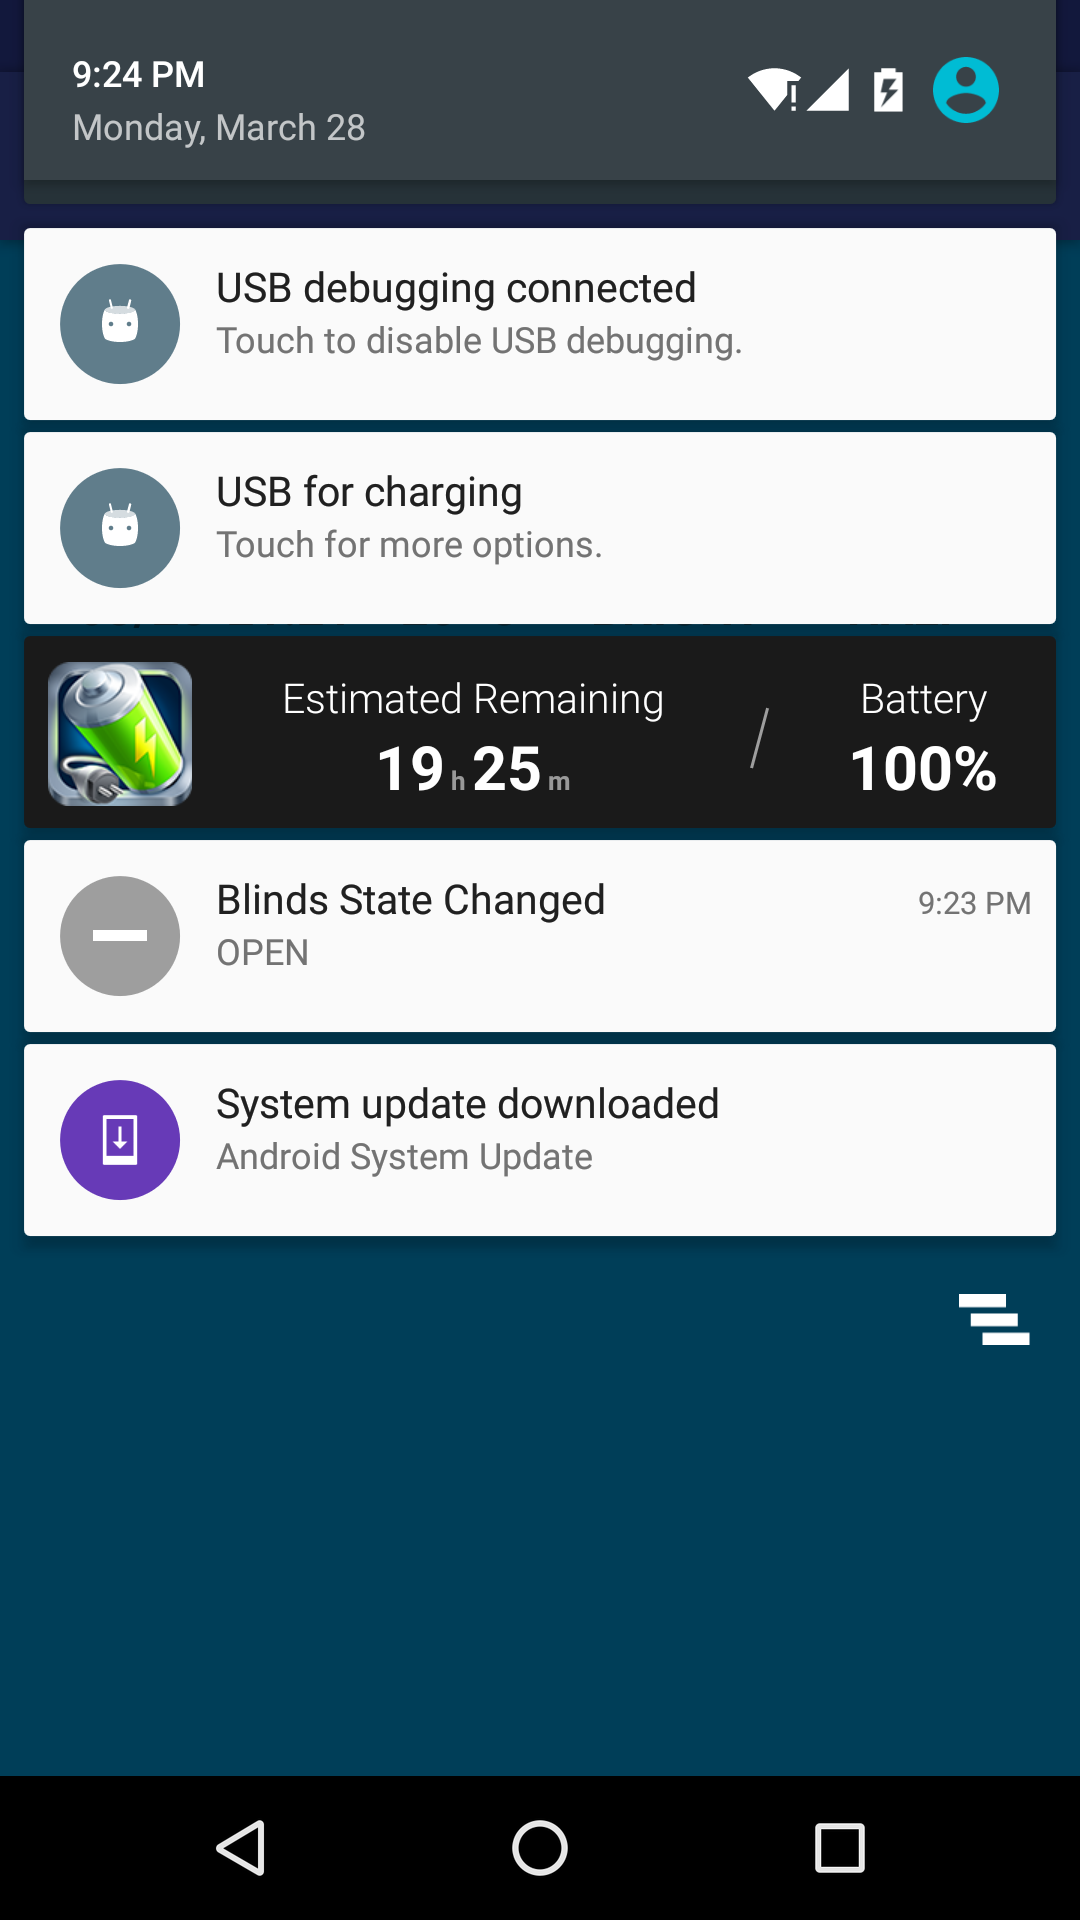 9:24 PM
Monday, March 28
USB debugging connected
Touch to disable USB debugging.
USB for charging
Touch for more options.
Estimated Remaining
19 h 25 m
/
Battery
100%
Blinds State Changed
9:23 PM
OPEN
System update downloaded
Android System Update